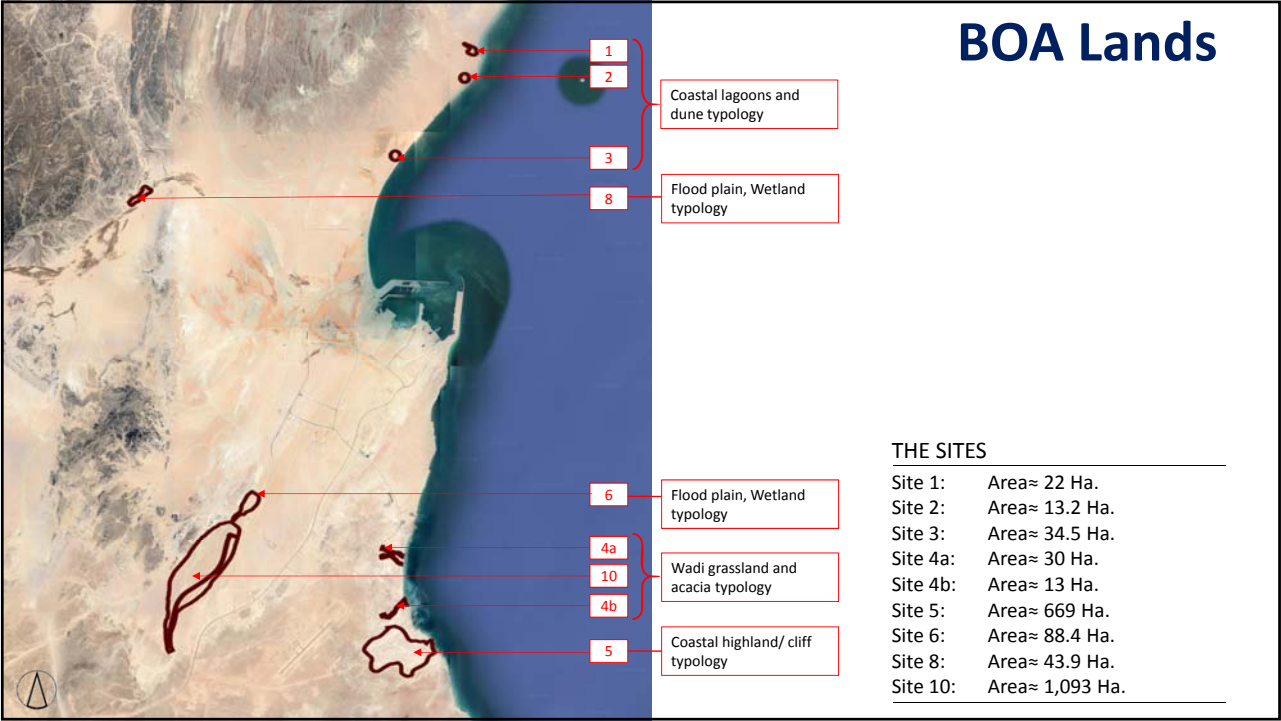 BOA Lands
1
2
Coastal lagoons and
dune typology
3
8
Flood plain, Wetland
typology
6
Flood plain, Wetland
typology
4a
10
4b
Wadi grassland and
acacia typology
5
Coastal highland/ cliff
typology
THE SITES
Site 1: Area≈ 22 Ha.
Site 2: Area≈ 13.2 Ha.
Site 3: Area≈ 34.5 Ha.
Site 4a: Area≈ 30 Ha.
Site 4b: Area≈ 13 Ha.
Site 5: Area≈ 669 Ha.
Site 6: Area≈ 88.4 Ha.
Site 8: Area≈ 43.9 Ha.
Site 10: Area≈ 1,093 Ha.